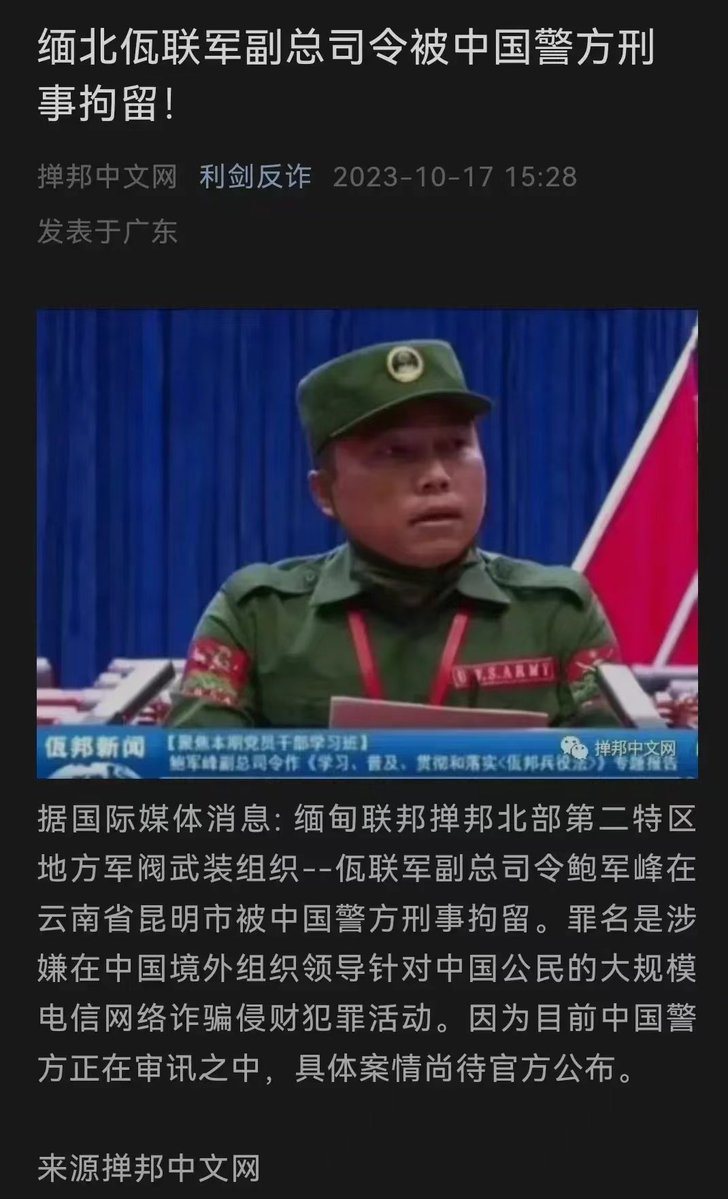 缅北佤联军副总司令被中国警方刑
事拘留!
掸邦中文网 利剑反诈 2023-10-17 15:28
发表于广东
U.W.S.ARMY
佤邦新闻
【聚焦本期党员干部学习班】
鲍军峰副总司令作《学习、普及、贯彻和落实<佤邦兵役法>》专题报告
掸邦中文网
据国际媒体消息: 缅甸联邦掸邦北部第二特区
地方军阀武装组织--佤联军副总司令鲍军峰在
云南省昆明市被中国警方刑事拘留。罪名是涉
嫌在中国境外组织领导针对中国公民的大规模
电信网络诈骗侵财犯罪活动。因为目前中国警
方正在审讯之中，具体案情尚待官方公布。
来源掸邦中文网